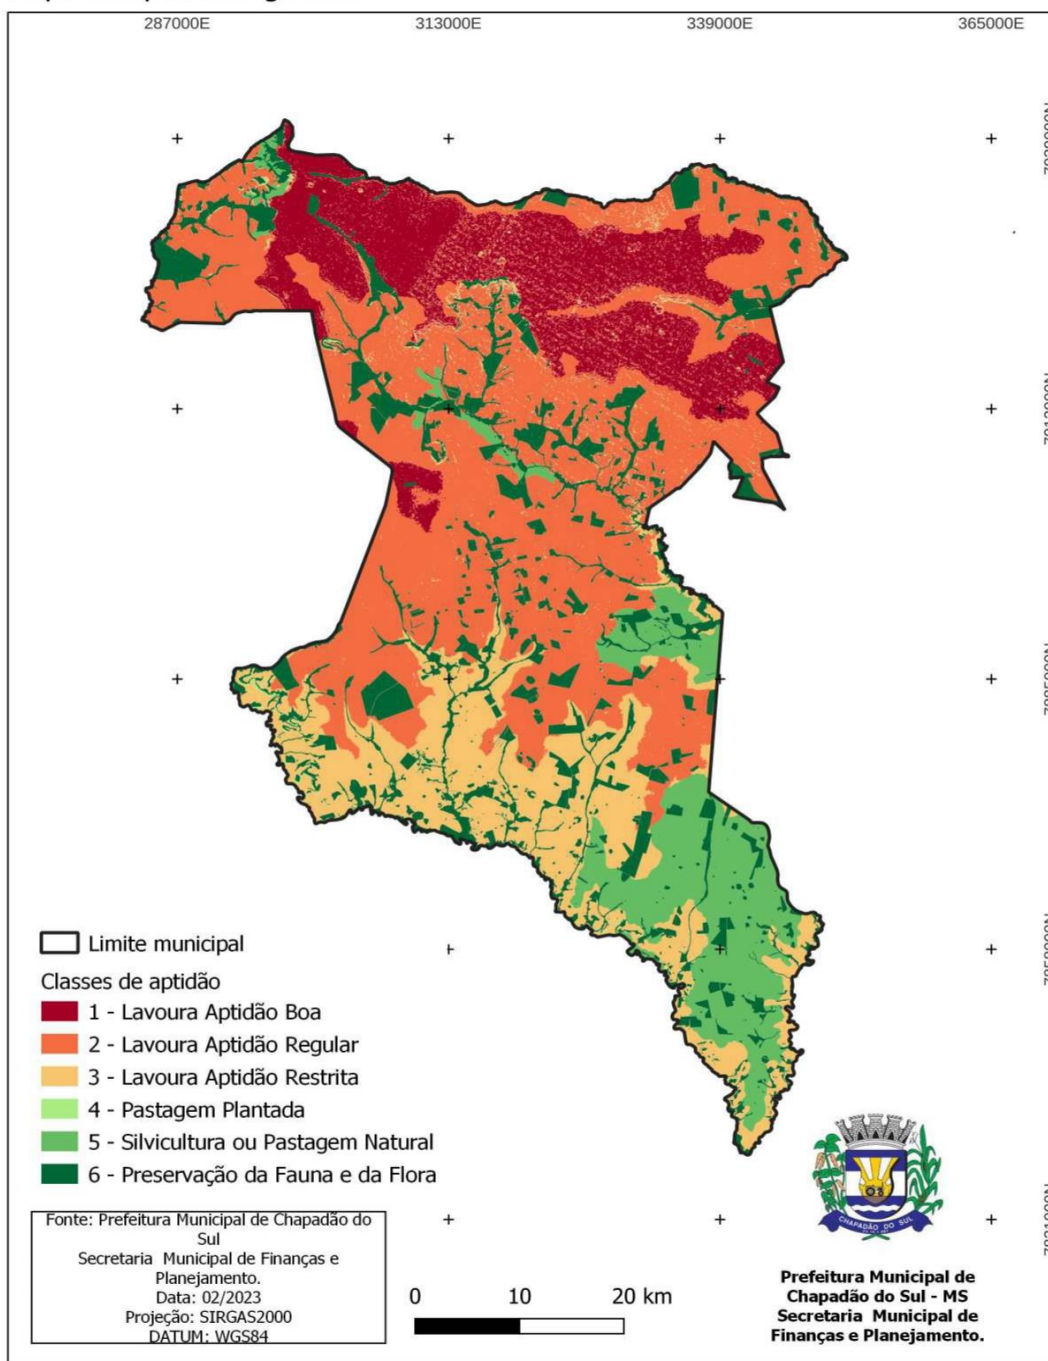 287000E 313000E 339000E 365000E
Limite municipal
Classes de aptidão
1 - Lavoura Aptidão Boa
2 - Lavoura Aptidão Regular
3 - Lavoura Aptidão Restrita
4 - Pastagem Plantada
5 - Silvicultura ou Pastagem Natural
6 - Preservação da Fauna e da Flora
Fonte: Prefeitura Municipal de Chapadão do
Sul
Secretaria Municipal de Finanças e
Planejamento.
Data: 02/2023
Projeção: SIRGAS2000
DATUM: WGS84
0 10 20 km
CHAPADÃO DO SUL
Prefeitura Municipal de
Chapadão do Sul - MS
Secretaria Municipal de
Finanças e Planejamento.